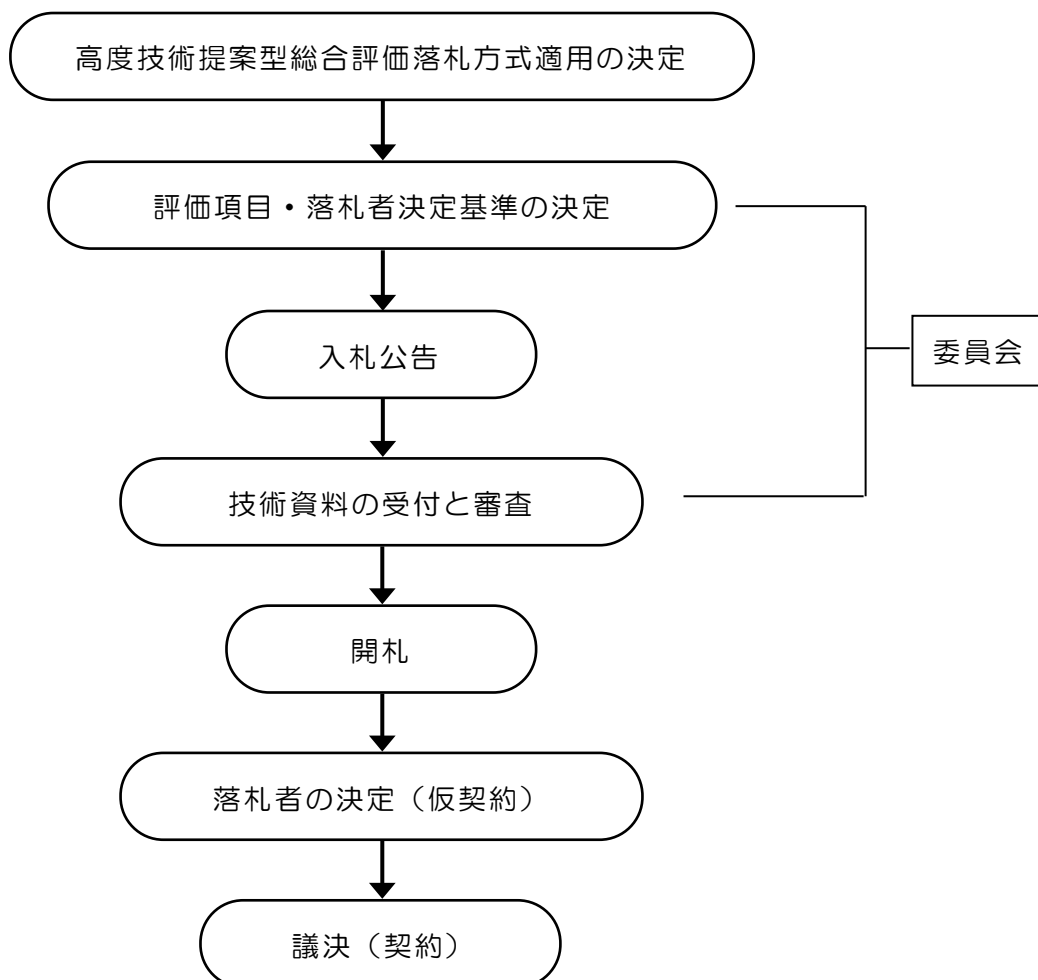 高度技術提案型総合評価落札方式適用の決定
評価項目・落札者決定基準の決定
入札公告
委員会
技術資料の受付と審査
開札
落札者の決定（仮契約）
議決（契約）